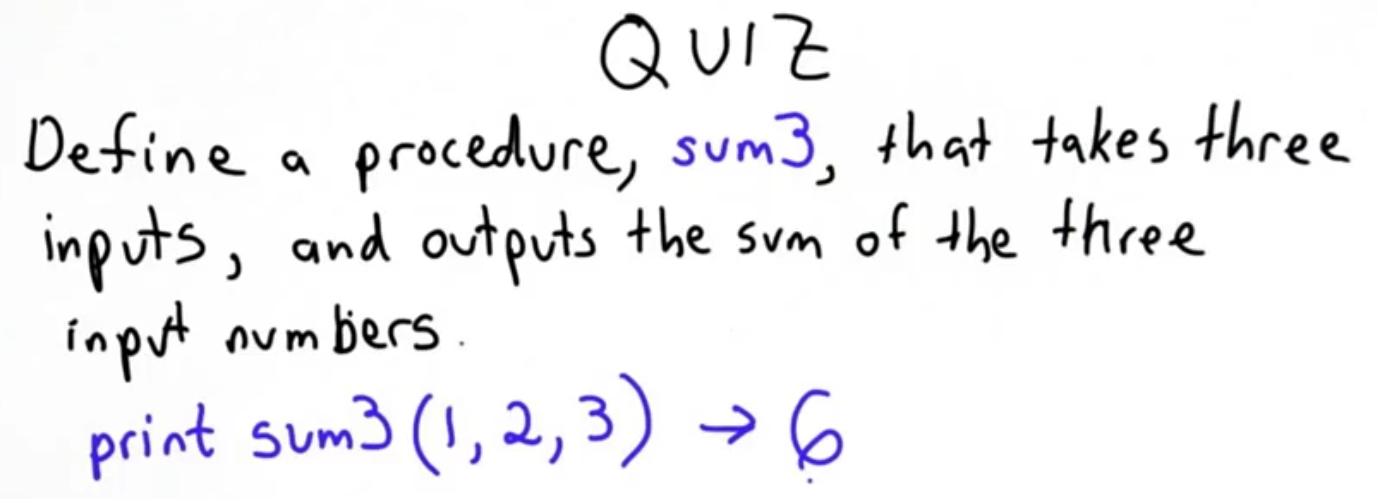 QUIZ
Define a procedure, sum3, that takes three
inputs, and outputs the sum of the three
input numbers.
print sum3(1, 2, 3) → 6